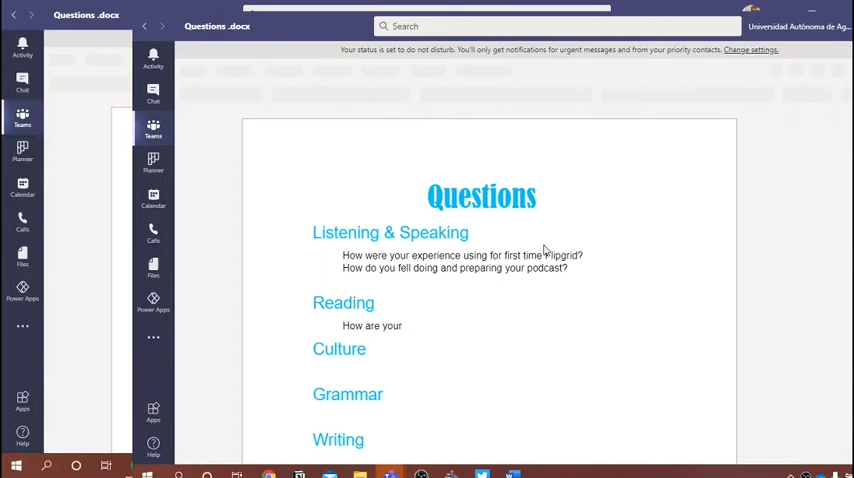 Questions .docx
Activity
Chat
Teams
Planner
Calendar
Calls
Files
Power Apps
Apps
Help
Questions .docx
Search
Universidad Autónoma de Ag...
Your status is set to do not disturb. You'll only get notifications for urgent messages and from your priority contacts. Change settings.
Activity
Chat
Teams
Planner
Calendar
Calls
Files
Power Apps
Apps
Help
Questions
Listening & Speaking
How were your experience using for first time Flipgrid?
How do you fell doing and preparing your podcast?
Reading
How are your
Culture
Grammar
Writing